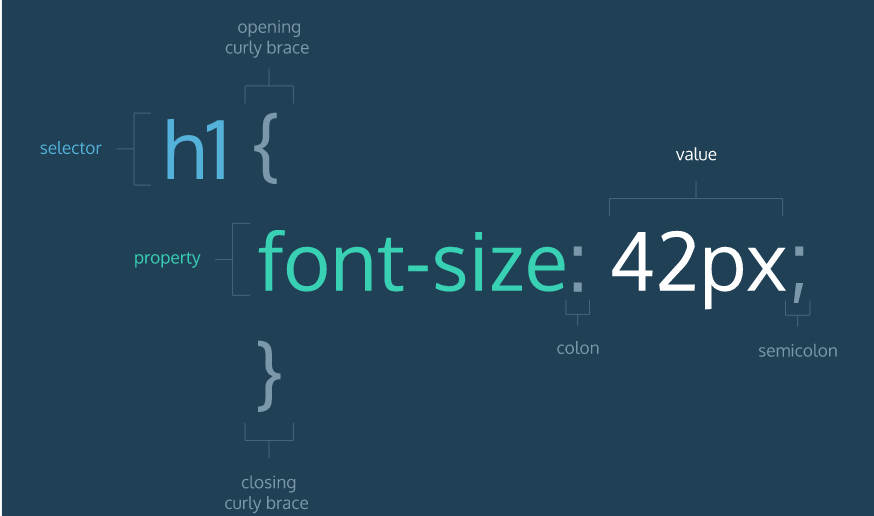 opening
curly brace
selector
h1 {
value
property
font-size: 42px;
colon
semicolon
}
closing
curly brace